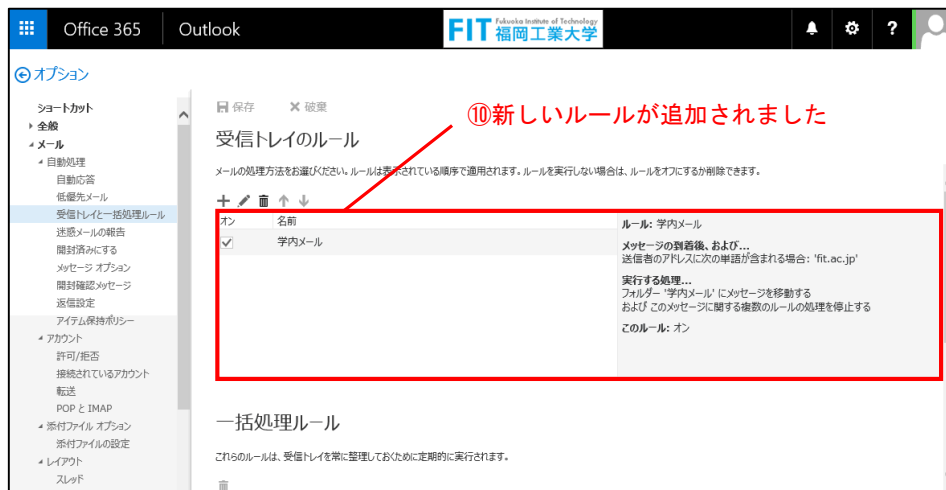 Office 365 Outlook FIT Fukuoka Institute of Technology 福岡工業大学 ?
オプション
ショートカット
全般
メール
自動処理
自動応答
低優先メール
受信トレイと一括処理ルール
迷惑メールの報告
開封済みにする
メッセージ オプション
開封確認メッセージ
返信設定
アイテム保持ポリシー
アカウント
許可/拒否
接続されているアカウント
転送
POP と IMAP
添付ファイル オプション
添付ファイルの設定
レイアウト
スレッド
保存 破棄
⑩新しいルールが追加されました
受信トレイのルール
メールの処理方法をお選びください。ルールは表示されている順序で適用されます。ルールを実行しない場合は、ルールをオフにするか削除できます。
オン 名前
学内メール
ルール: 学内メール
メッセージの到着後、および...
送信者のアドレスに次の単語が含まれる場合: 'fit.ac.jp'
実行する処理...
フォルダー '学内メール' にメッセージを移動する
および このメッセージに関する複数のルールの処理を停止する
このルール: オン
一括処理ルール
これらのルールは、受信トレイを常に整理しておくために定期的に実行されます。